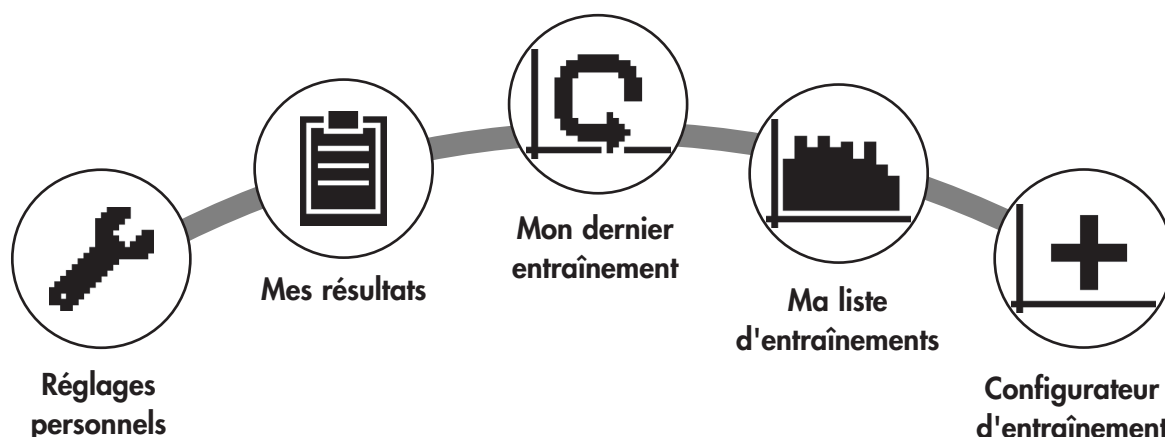 Réglages
personnels
Mes résultats
Mon dernier
entraînement
Ma liste
d'entraînements
Configurateur
d'entraînement